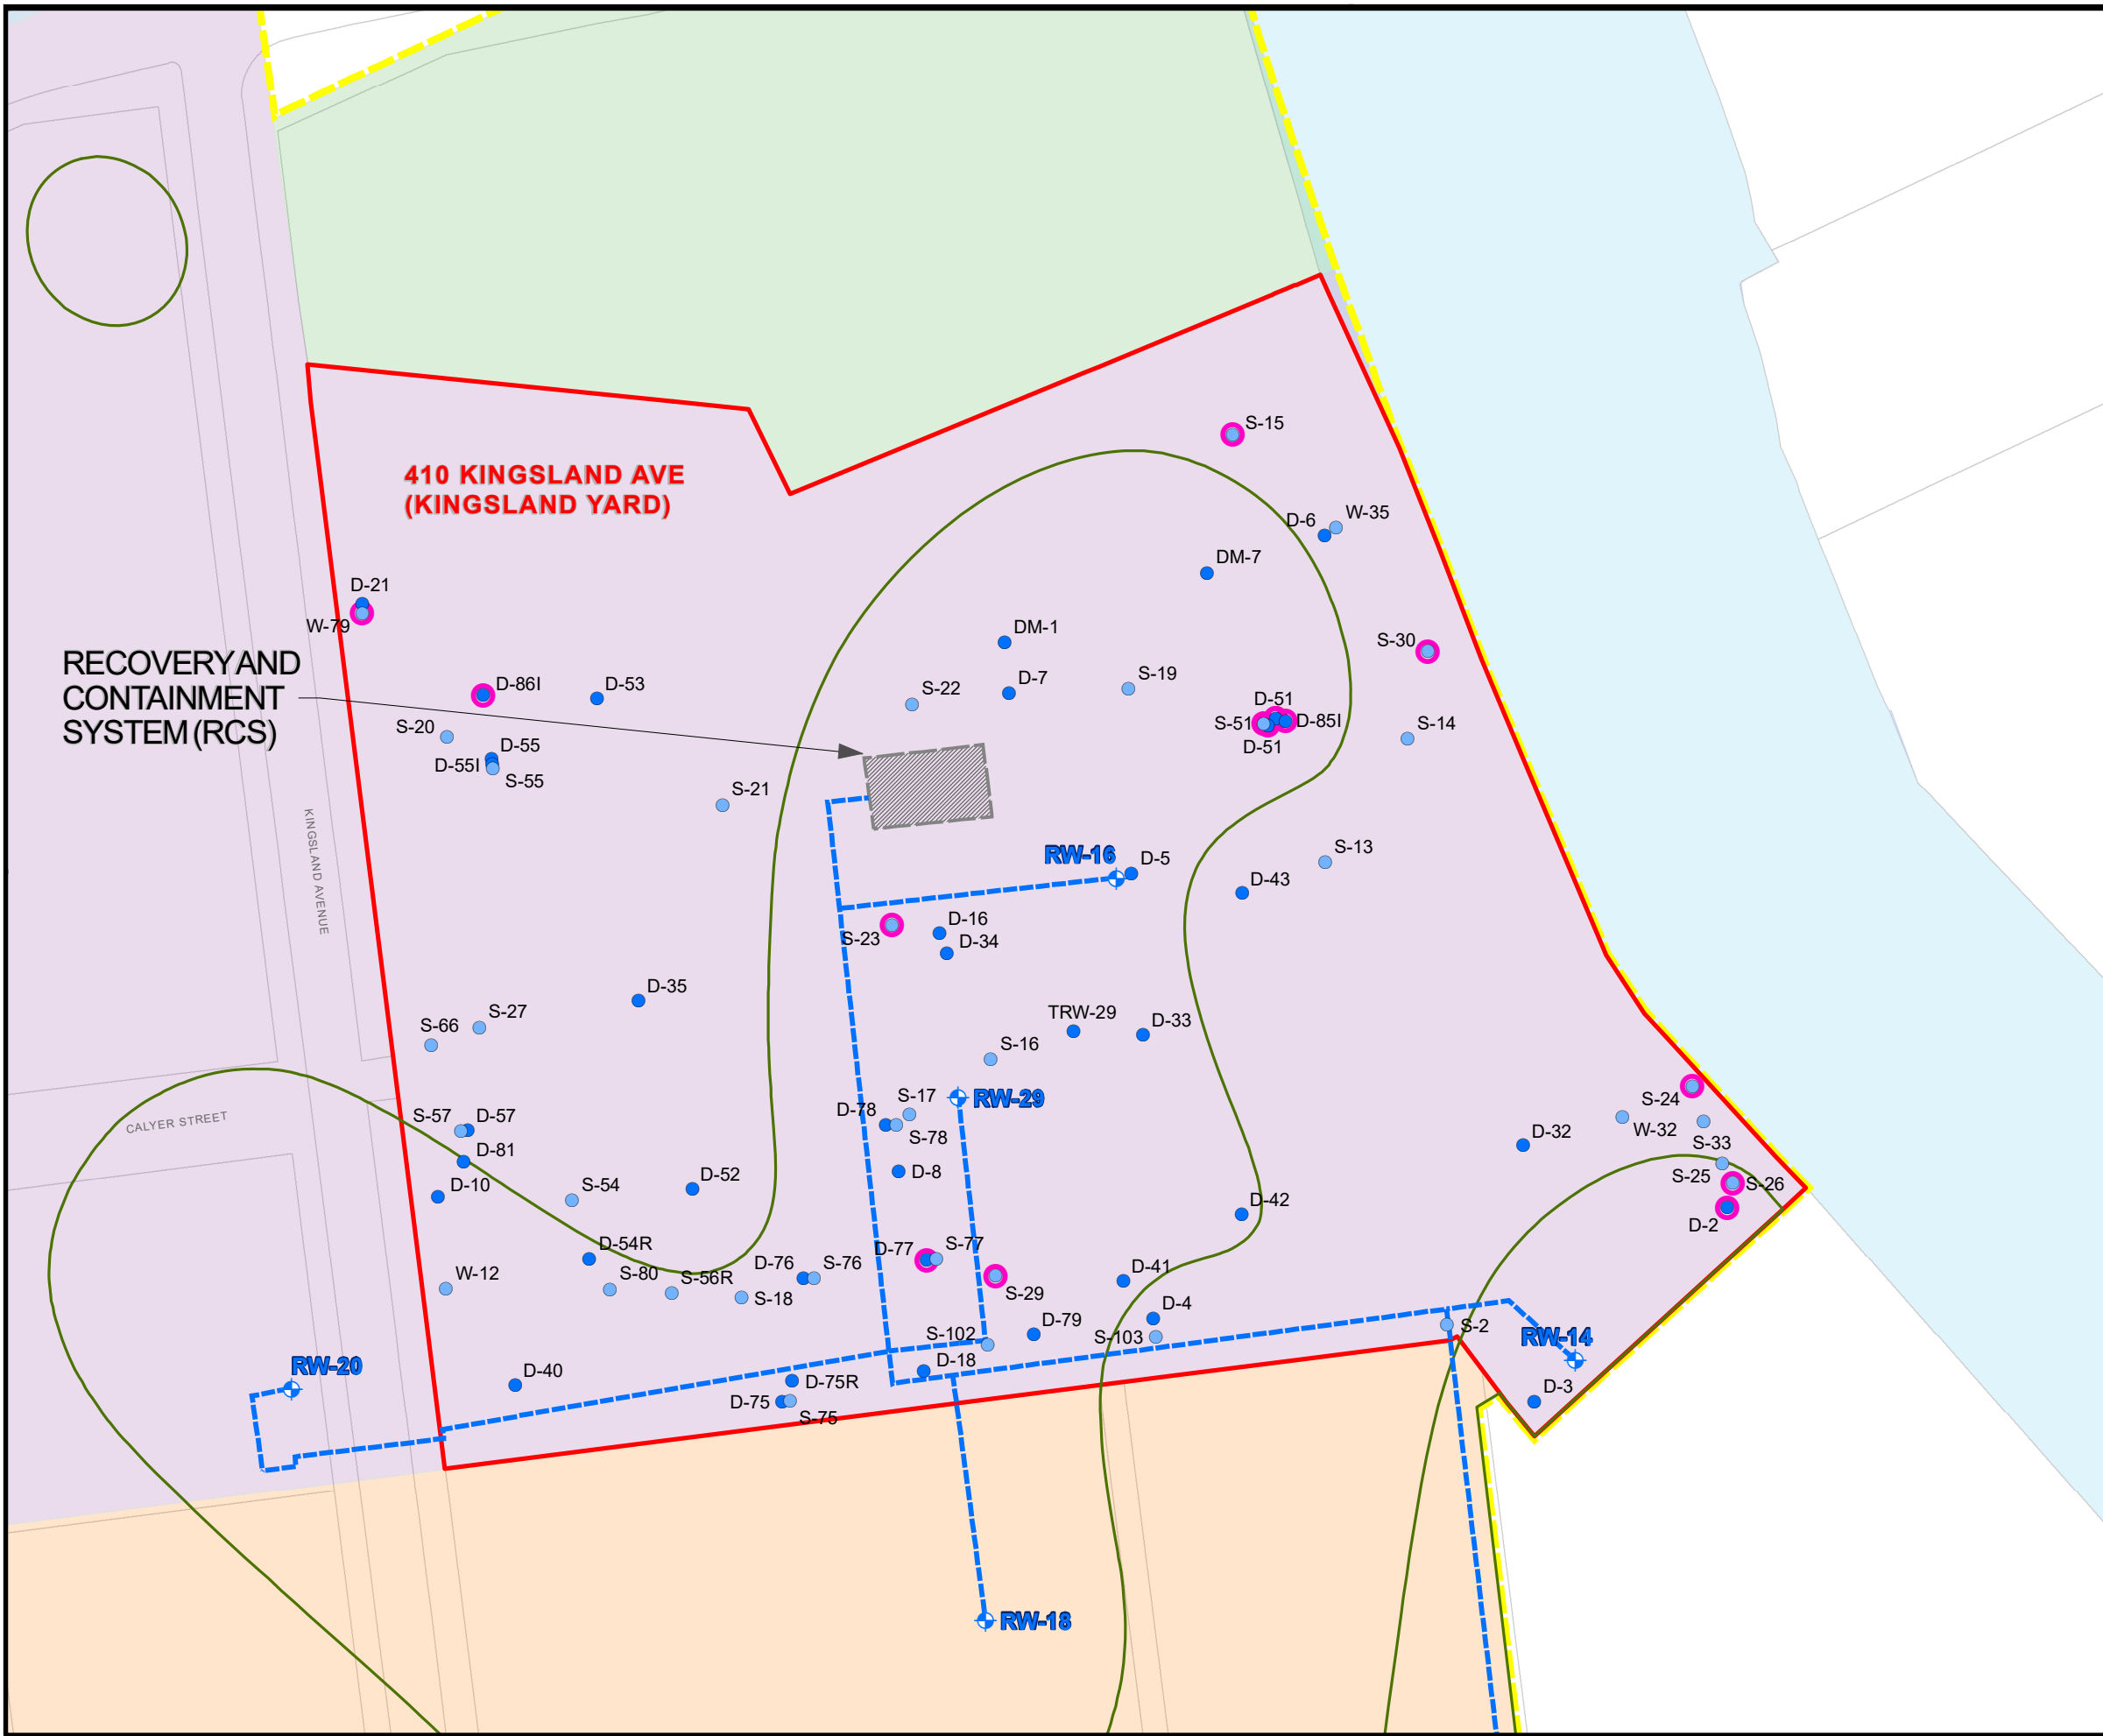 S-15
410 KINGSLAND AVE
(KINGSLAND YARD)
W-35
D-6
DM-7
D-21
W-79
DM-1
S-30
RECOVERY AND
CONTAINMENT
SYSTEM (RCS)
D-86I
D-53
D-7
S-19
S-22
D-51
S-51
D-85I
D-51
S-14
S-20
D-55
D-55I
S-55
S-21
KINGSLAND AVENUE
RW-16
D-5
S-13
D-43
S-23
D-16
D-34
D-35
S-27
S-66
TRW-29
D-33
S-16
RW-29
S-17
D-78
S-78
S-24
W-32
S-33
D-32
CALYER STREET
S-57
D-57
D-81
D-8
S-25
S-26
D-2
D-10
S-54
D-52
D-42
D-54R
D-77
S-77
D-76
S-76
D-41
W-12
S-80
S-56R
S-18
S-29
D-4
S-102
D-79
S-103
S-2
RW-14
RW-20
D-18
D-40
D-75R
D-75
S-75
D-3
RW-18